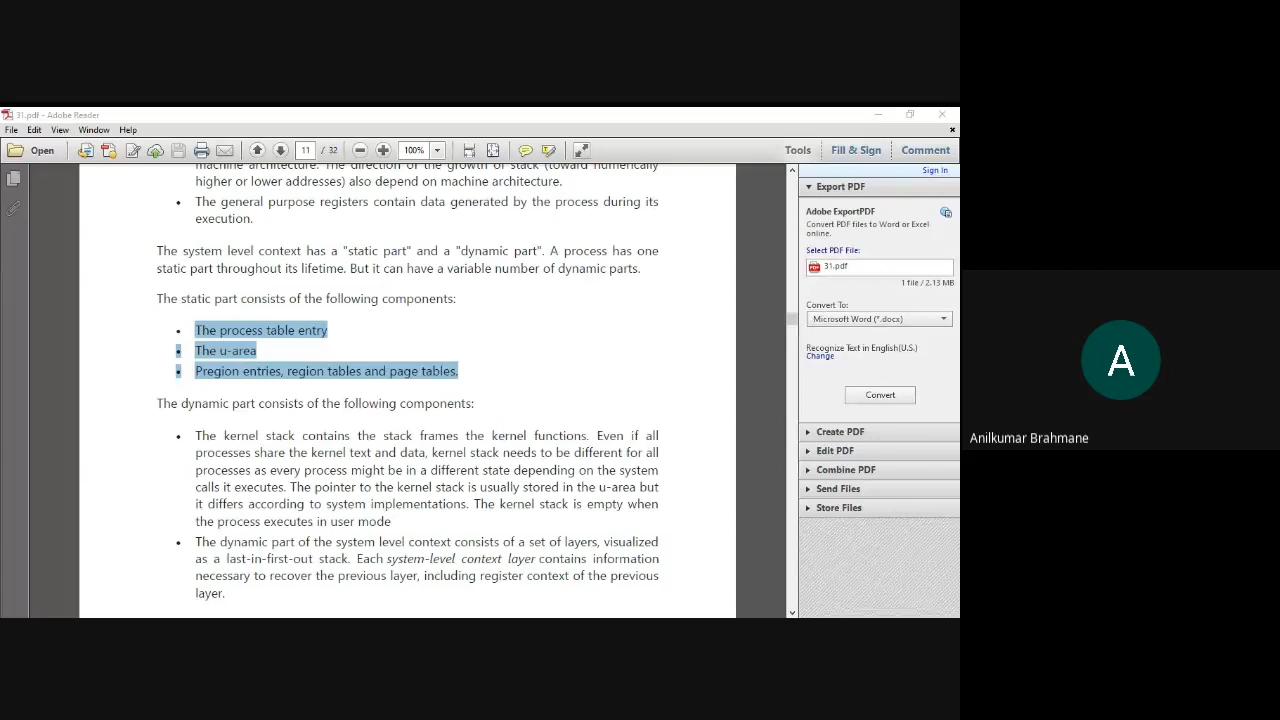 31.pdf - Adobe Reader
File Edit View Window Help
Open 11 / 32 100% Tools Fill & Sign Comment
machine architecture. The direction of the growth of stack (toward numerically
higher or lower addresses) also depend on machine architecture.
• The general purpose registers contain data generated by the process during its
execution.
The system level context has a "static part" and a "dynamic part". A process has one
static part throughout its lifetime. But it can have a variable number of dynamic parts.
The static part consists of the following components:
• The process table entry
• The u-area
• Pregion entries, region tables and page tables.
The dynamic part consists of the following components:
• The kernel stack contains the stack frames the kernel functions. Even if all
processes share the kernel text and data, kernel stack needs to be different for all
processes as every process might be in a different state depending on the system
calls it executes. The pointer to the kernel stack is usually stored in the u-area but
it differs according to system implementations. The kernel stack is empty when
the process executes in user mode
• The dynamic part of the system level context consists of a set of layers, visualized
as a last-in-first-out stack. Each system-level context layer contains information
necessary to recover the previous layer, including register context of the previous
layer.
Sign In
Export PDF
Adobe ExportPDF
Convert PDF files to Word or Excel
online.
Select PDF File:
31.pdf
1 file / 2.13 MB
Convert To:
Microsoft Word (*.docx)
Recognize Text in English(U.S.)
Change
Convert
Create PDF
Edit PDF
Combine PDF
Send Files
Store Files
A
Anilkumar Brahmane